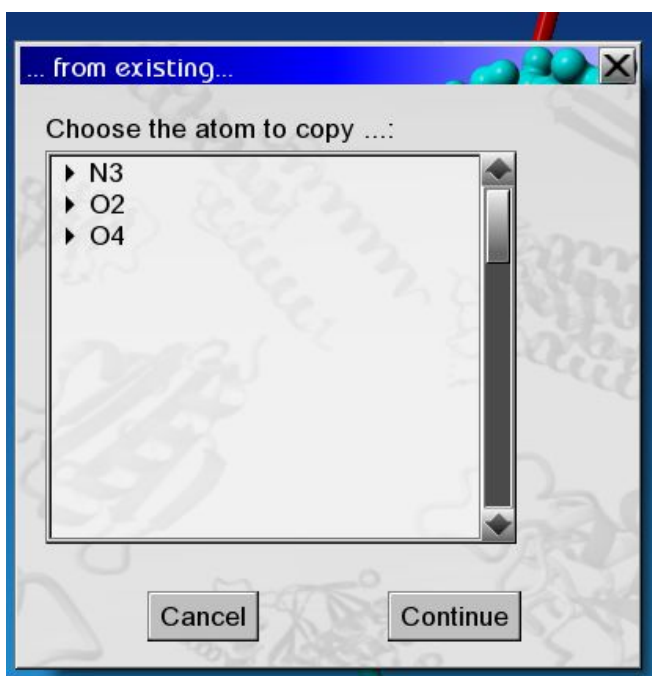 ... from existing...
Choose the atom to copy ...:
N3
O2
O4
Cancel
Continue